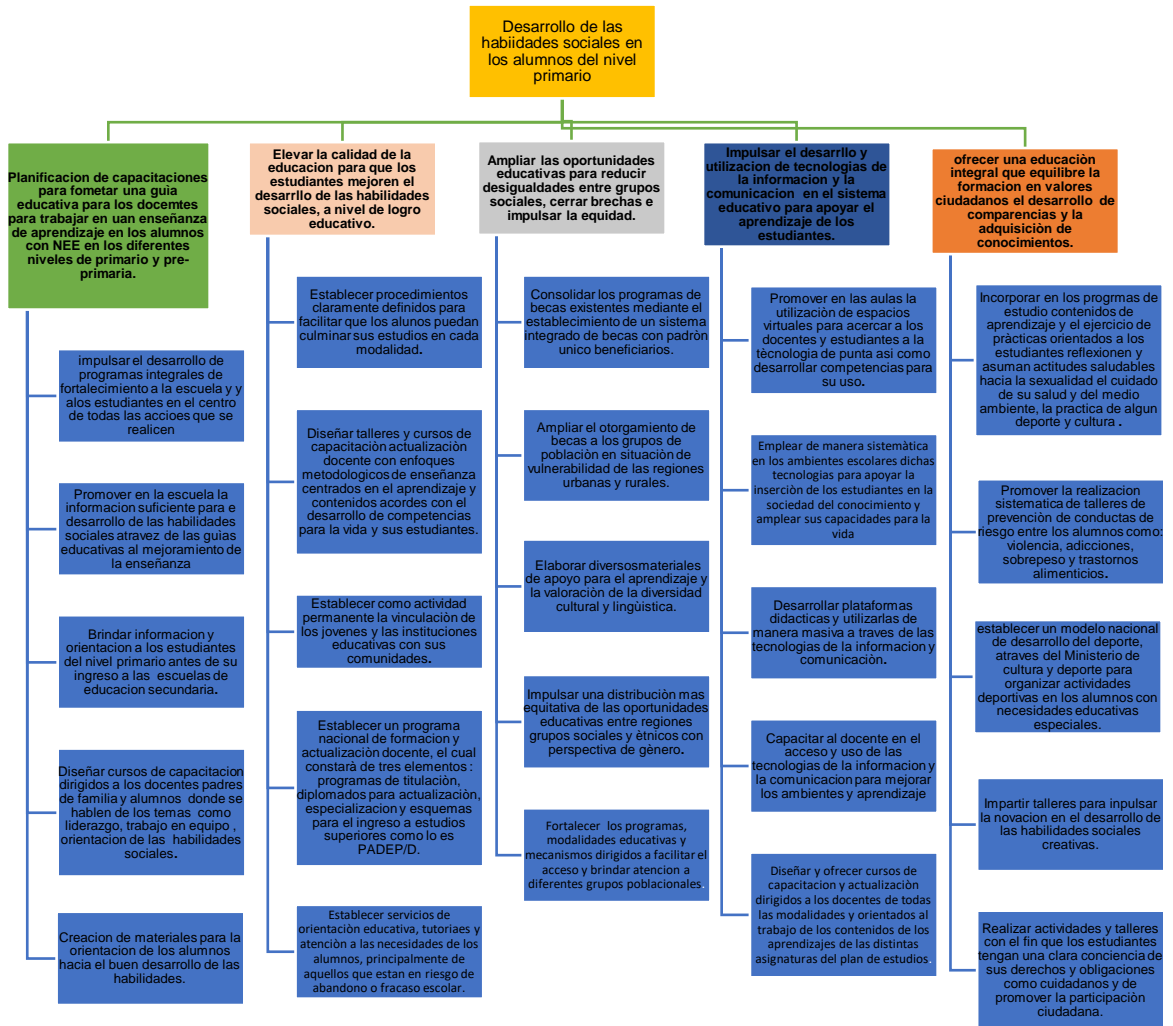 Desarrollo de las
habiidades sociales en
los alumnos del nivel
primario
Planificacion de capacitaciones
para fometar una guia
educativa para los docemtes
para trabajar en uan enseñanza
de aprendizaje en los alumnos
con NEE en los diferentes
niveles de primario y pre-
primaria.
impulsar el desarrollo de
programas integrales de
fortalecimiento a la escuela y y
alos estudiantes en el centro
de todas las accioes que se
realicen
Promover en la escuela la
informacion suficiente para e
desarrollo de las habilidades
sociales atravez de las guìas
educativas al mejoramiento de
la enseñanza
Brindar informacion y
orientacion a los estudiantes
del nivel primario antes de su
ingreso a las escuelas de
educacion secundaria.
Diseñar cursos de capacitacion
dirigidos a los docentes padres
de familia y alumnos donde se
hablen de los temas como
liderazgo, trabajo en equipo ,
orientacion de las habilidades
sociales.
Creacion de materiales para la
orientacion de los alumnos
hacia el buen desarrollo de las
habilidades.
Elevar la calidad de la
educacion para que los
estudiantes mejoren el
desarrllo de las habilidades
sociales, a nivel de logro
educativo.
Establecer procedimientos
claramente definidos para
facilitar que los alunos puedan
culminar sus estudios en cada
modalidad.
Diseñar talleres y cursos de
capacitaciòn actualizaciòn
docente con enfoques
metodologicos de enseñanza
centrados en el aprendizaje y
contenidos acordes con el
desarrollo de competencias
para la vida y sus estudiantes.
Establecer como actividad
permanente la vinculaciòn de
los jovenes y las instituciones
educativas con sus
comunidades.
Establecer un programa
nacional de formacion y
actualizaciòn docente, el cual
constarà de tres elementos :
programas de titulaciòn,
diplomados para actualizaciòn,
especializacion y esquemas
para el ingreso a estudios
superiores como lo es
PADEP/D.
Establecer servicios de
orientaciòn educativa, tutoriaes y
atenciòn a las necesidades de los
alumnos, principalmente de
aquellos que estan en riesgo de
abandono o fracaso escolar.
Ampliar las oportunidades
educativas para reducir
desigualdades entre grupos
sociales, cerrar brechas e
impulsar la equidad.
Consolidar los programas de
becas existentes mediante el
establecimiento de un sistema
integrado de becas con padròn
unico beneficiarios.
Ampliar el otorgamiento de
becas a los grupos de
poblaciòn en situaciòn de
vulnerabilidad de las regiones
urbanas y rurales.
Elaborar diversosmateriales
de apoyo para el aprendizaje y
la valoraciòn de la diversidad
cultural y lingùistica.
Impulsar una distribuciòn mas
equitativa de las oportunidades
educativas entre regiones
grupos sociales y ètnicos con
perspectiva de gènero.
Fortalecer los programas,
modalidades educativas y
mecanismos dirigidos a facilitar el
acceso y brindar atencion a
diferentes grupos poblacionales.
Impulsar el desarrllo y
utilizacion de tecnologias de
la informacion y la
comunicacion en el sistema
educativo para apoyar el
aprendizaje de los
estudiantes.
Promover en las aulas la
utilizaciòn de espacios
virtuales para acercar a los
docentes y estudiantes a la
tècnologia de punta asi como
desarrollar competencias para
su uso.
Emplear de manera sistemàtica
en los ambientes escolares dichas
tecnologias para apoyar la
inserciòn de los estudiantes en la
sociedad del conocimiento y
amplear sus capacidades para la
vida
Desarrollar plataformas
didacticas y utilizarlas de
manera masiva a traves de las
tecnologias de la informacion y
comunicaciòn.
Capacitar al docente en el
acceso y uso de las
tecnologias de la informacion y
la comunicacion para mejorar
los ambientes y aprendizaje
Diseñar y ofrecer cursos de
capacitacion y actualizaciòn
dirigidos a los docentes de todas
las modalidades y orientados al
trabajo de los contenidos de los
aprendizajes de las distintas
asignaturas del plan de estudios.
ofrecer una educaciòn
integral que equilibre la
formacion en valores
ciudadanos el desarrollo de
comparencias y la
adquisiciòn de
conocimientos.
Incorporar en los progrmas de
estudio contenidos de
aprendizaje y el ejercicio de
pràcticas orientados a los
estudiantes reflexionen y
asuman actitudes saludables
hacia la sexualidad el cuidado
de su salud y del medio
ambiente, la practica de algun
deporte y cultura .
Promover la realizacion
sistematica de talleres de
prevenciòn de conductas de
riesgo entre los alumnos como:
violencia, adicciones,
sobrepeso y trastornos
alimenticios.
establecer un modelo nacional
de desarrollo del deporte,
atraves del Ministerio de
cultura y deporte para
organizar actividades
deportivas en los alumnos con
necesidades educativas
especiales.
Impartir talleres para inpulsar
la novacion en el desarrollo de
las habilidades sociales
creativas.
Realizar actividades y talleres
con el fin que los estudiantes
tengan una clara conciencia de
sus derechos y obligaciones
como cuidanados y de
promover la participaciòn
ciudadana.